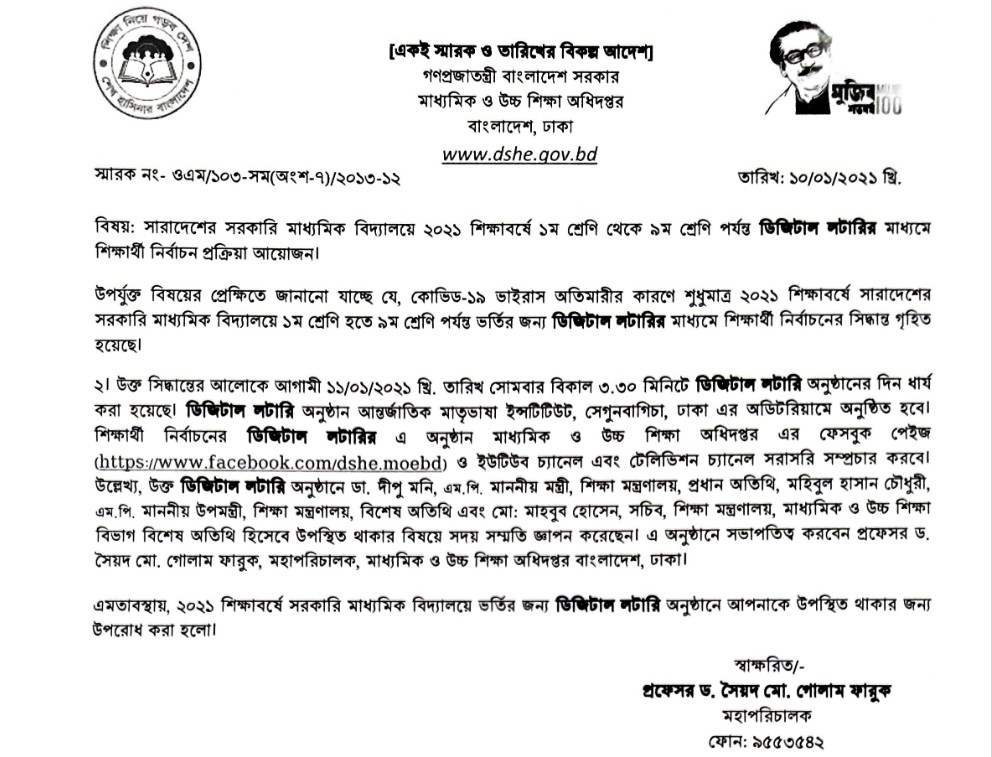 শিক্ষা নিয়ে গড়ব দেশ
শেখ হাসিনার বাংলাদেশ
[একই স্মারক ও তারিখের বিকল্প আদেশ]
গণপ্রজাতন্ত্রী বাংলাদেশ সরকার
মাধ্যমিক ও উচ্চ শিক্ষা অধিদপ্তর
বাংলাদেশ, ঢাকা
www.dshe.gov.bd
মুজিব
শতবর্ষ 100
স্মারক নং- ওএম/১০৩-সম(অংশ-৭)/২০১৩-১২
তারিখ: ১০/০১/২০২১ খ্রি.
বিষয়: সারাদেশের সরকারি মাধ্যমিক বিদ্যালয়ে ২০২১ শিক্ষাবর্ষে ১ম শ্রেণি থেকে ৯ম শ্রেণি পর্যন্ত ডিজিটাল লটারির মাধ্যমে
শিক্ষার্থী নির্বাচন প্রক্রিয়া আয়োজন।
উপর্যুক্ত বিষয়ের প্রেক্ষিতে জানানো যাচ্ছে যে, কোভিড-১৯ ভাইরাস অতিমারীর কারণে শুধুমাত্র ২০২১ শিক্ষাবর্ষে সারাদেশের
সরকারি মাধ্যমিক বিদ্যালয়ে ১ম শ্রেণি হতে ৯ম শ্রেণি পর্যন্ত ভর্তির জন্য ডিজিটাল লটারির মাধ্যমে শিক্ষার্থী নির্বাচনের সিদ্ধান্ত গৃহিত
হয়েছে।
২। উক্ত সিদ্ধান্তের আলোকে আগামী ১১/০১/২০২১ খ্রি. তারিখ সোমবার বিকাল ৩.৩০ মিনিটে ডিজিটাল লটারি অনুষ্ঠানের দিন ধার্য
করা হয়েছে। ডিজিটাল লটারি অনুষ্ঠান আন্তর্জাতিক মাতৃভাষা ইন্সটিটিউট, সেগুনবাগিচা, ঢাকা এর অডিটরিয়ামে অনুষ্ঠিত হবে।
শিক্ষার্থী নির্বাচনের ডিজিটাল লটারির এ অনুষ্ঠান মাধ্যমিক ও উচ্চ শিক্ষা অধিদপ্তর এর ফেসবুক পেইজ
(https://www.facebook.com/dshe.moebd) ও ইউটিউব চ্যানেল এবং টেলিভিশন চ্যানেল সরাসরি সম্প্রচার করবে।
উল্লেখ্য, উক্ত ডিজিটাল লটারি অনুষ্ঠানে ডা. দীপু মনি, এম.পি. মাননীয় মন্ত্রী, শিক্ষা মন্ত্রণালয়, প্রধান অতিথি, মহিবুল হাসান চৌধুরী,
এম.পি. মাননীয় উপমন্ত্রী, শিক্ষা মন্ত্রণালয়, বিশেষ অতিথি এবং মো: মাহবুব হোসেন, সচিব, শিক্ষা মন্ত্রণালয়, মাধ্যমিক ও উচ্চ শিক্ষা
বিভাগ বিশেষ অতিথি হিসেবে উপস্থিত থাকার বিষয়ে সদয় সম্মতি জ্ঞাপন করেছেন। এ অনুষ্ঠানে সভাপতিত্ব করবেন প্রফেসর ড.
সৈয়দ মো. গোলাম ফারুক, মহাপরিচালক, মাধ্যমিক ও উচ্চ শিক্ষা অধিদপ্তর বাংলাদেশ, ঢাকা।
এমতাবস্থায়, ২০২১ শিক্ষাবর্ষে সরকারি মাধ্যমিক বিদ্যালয়ে ভর্তির জন্য ডিজিটাল লটারি অনুষ্ঠানে আপনাকে উপস্থিত থাকার জন্য
উপরোধ করা হলো।
স্বাক্ষরিত/-
প্রফেসর ড. সৈয়দ মো. গোলাম ফারুক
মহাপরিচালক
ফোন: ৯৫৫৩৫৪২